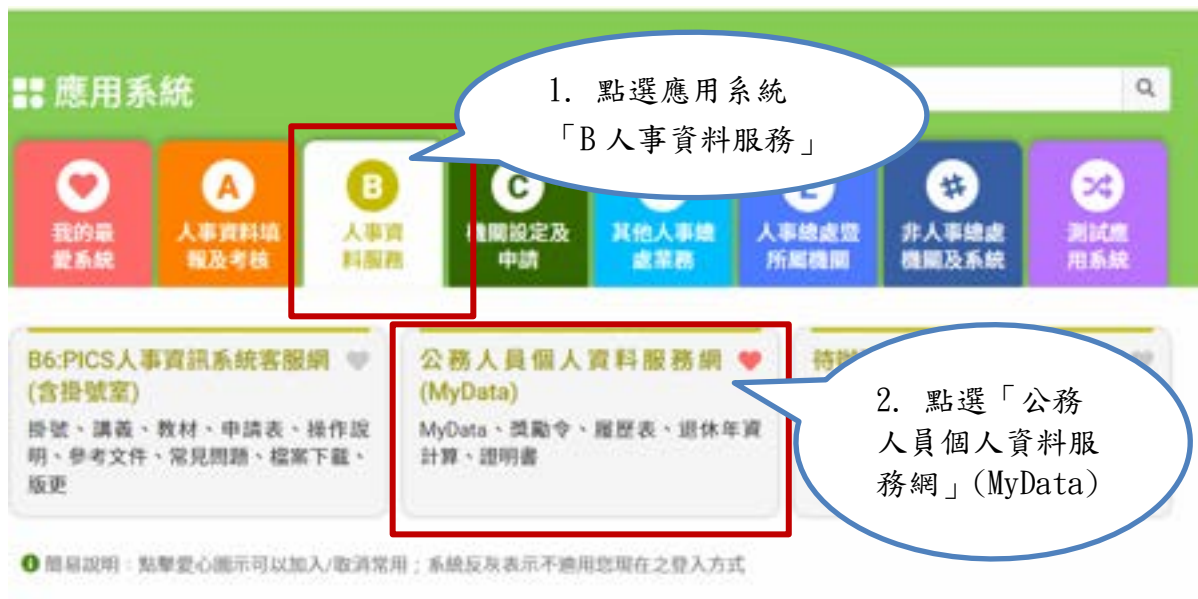 應用系統
1. 點選應用系統
「B 人事資料服務」
我的最
愛系統
A
人事資料填
報及考核
B
人事資
料服務
C
機關設定及
申請
其他人事總
處業務
E
人事總處暨
所屬機關
#
非人事總處
機關及系統
測試應
用系統
B6:PICS人事資訊系統客服網
(含掛號室)
掛號、講義、教材、申請表、操作說
明、參考文件、常見問題、檔案下載、
版更
公務人員個人資料服務網
(MyData)
MyData、獎勵令、履歷表、退休年資
計算、證明書
待辦
2. 點選「公務
人員個人資料服
務網」(MyData)
簡易說明：點擊愛心圖示可以加入/取消常用；系統反灰表示不適用您現在之登入方式